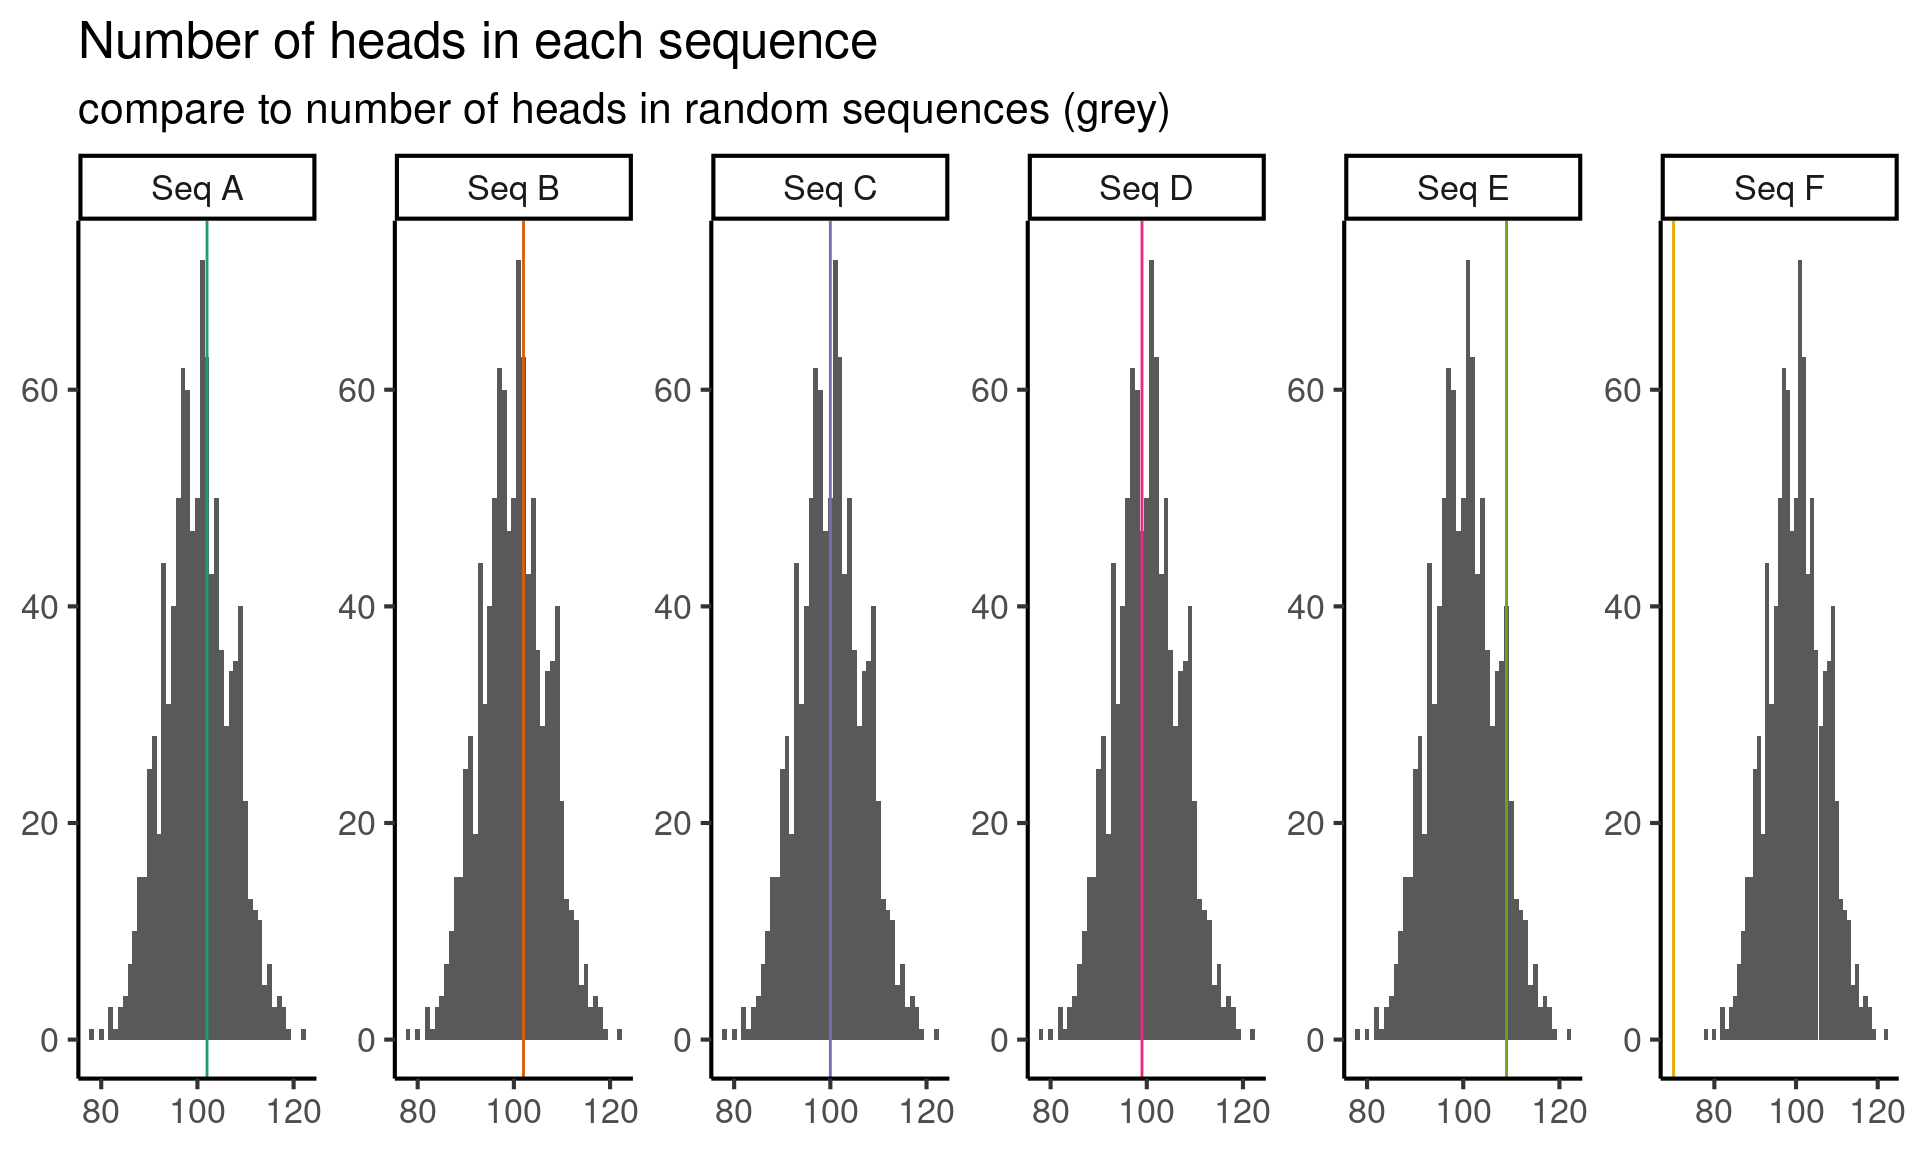 Number of heads in each sequence
compare to number of heads in random sequences (grey)
Seq A Seq B Seq C Seq D Seq E Seq F
60 60 60 60 60 60
40 40 40 40 40 40
20 20 20 20 20 20
0 0 0 0 0 0
80 100 120 80 100 120 80 100 120 80 100 120 80 100 120 80 100 120